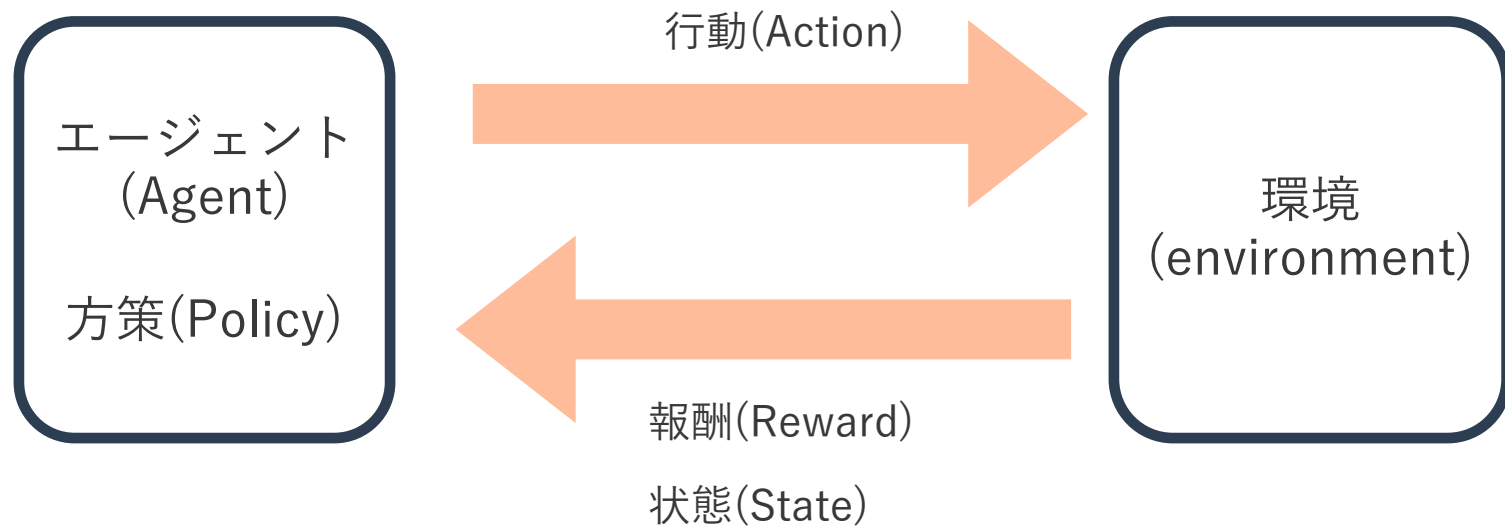 エージェント
(Agent)
方策(Policy)
行動(Action)
報酬(Reward)
状態(State)
環境
(environment)